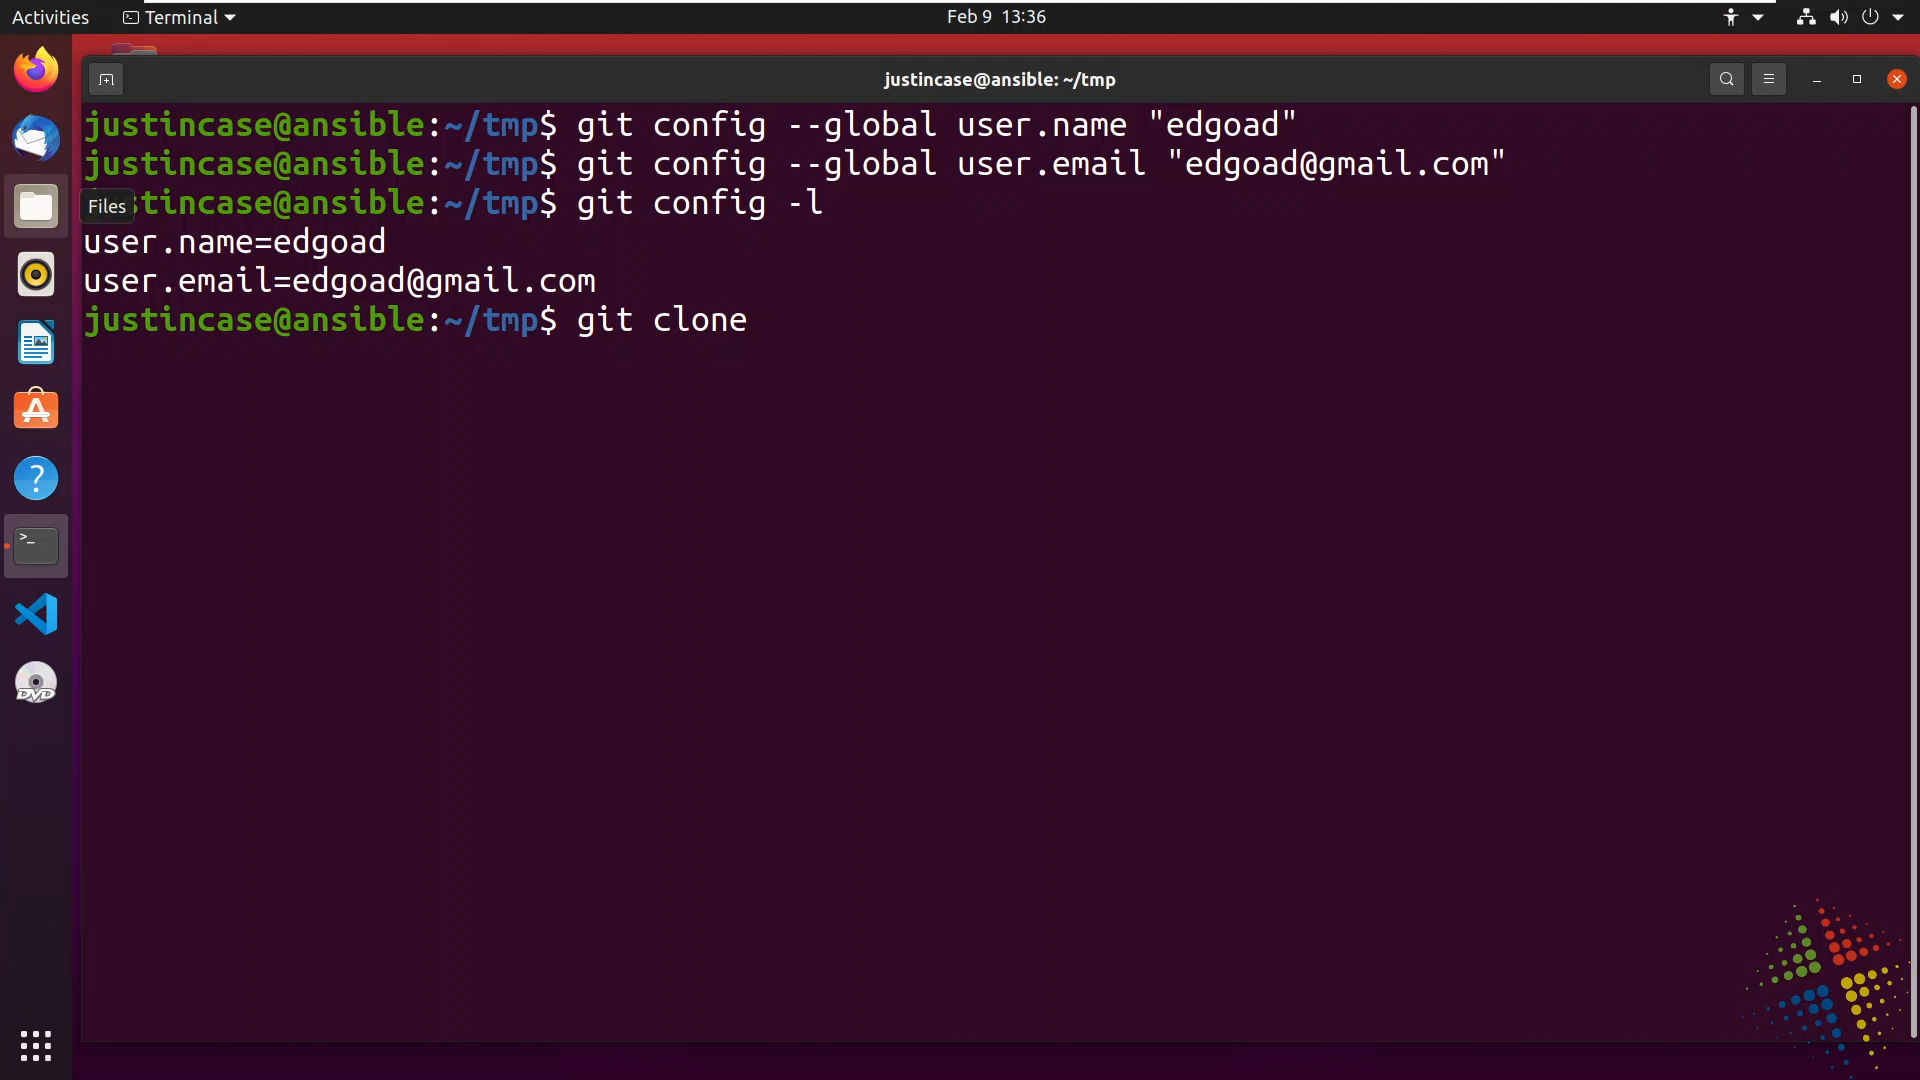 Activities Terminal Feb 9 13:36
justincase@ansible: ~/tmp
justincase@ansible:~/tmp$ git config --global user.name "edgoad"
justincase@ansible:~/tmp$ git config --global user.email "edgoad@gmail.com"
Files
stincase@ansible:~/tmp$ git config -l
user.name=edgoad
user.email=edgoad@gmail.com
justincase@ansible:~/tmp$ git clone
>_
DVD